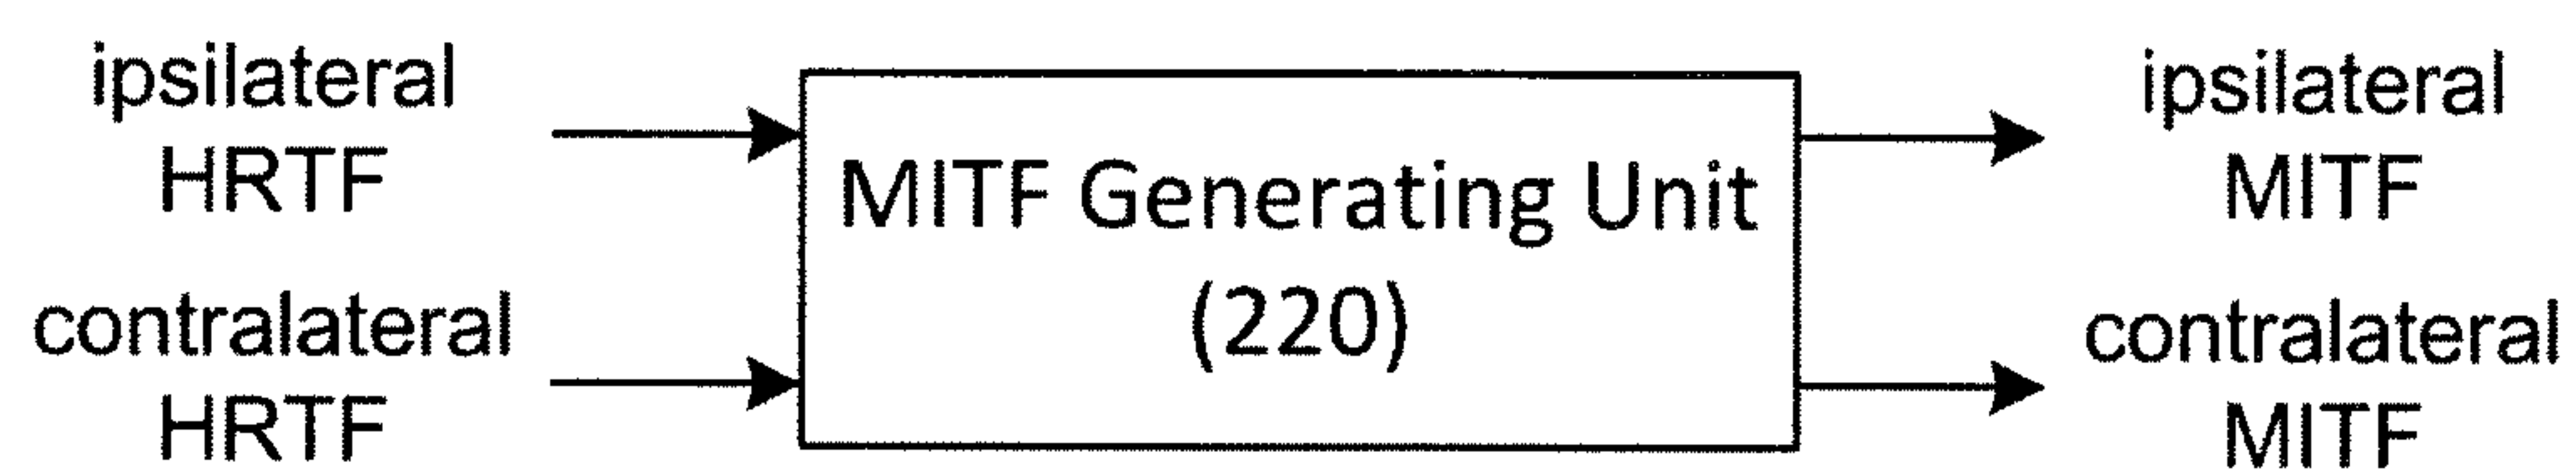 ipsilateral
HRTF
contralateral
HRTF
MITF Generating Unit
(220)
ipsilateral
MITF
contralateral
MITF